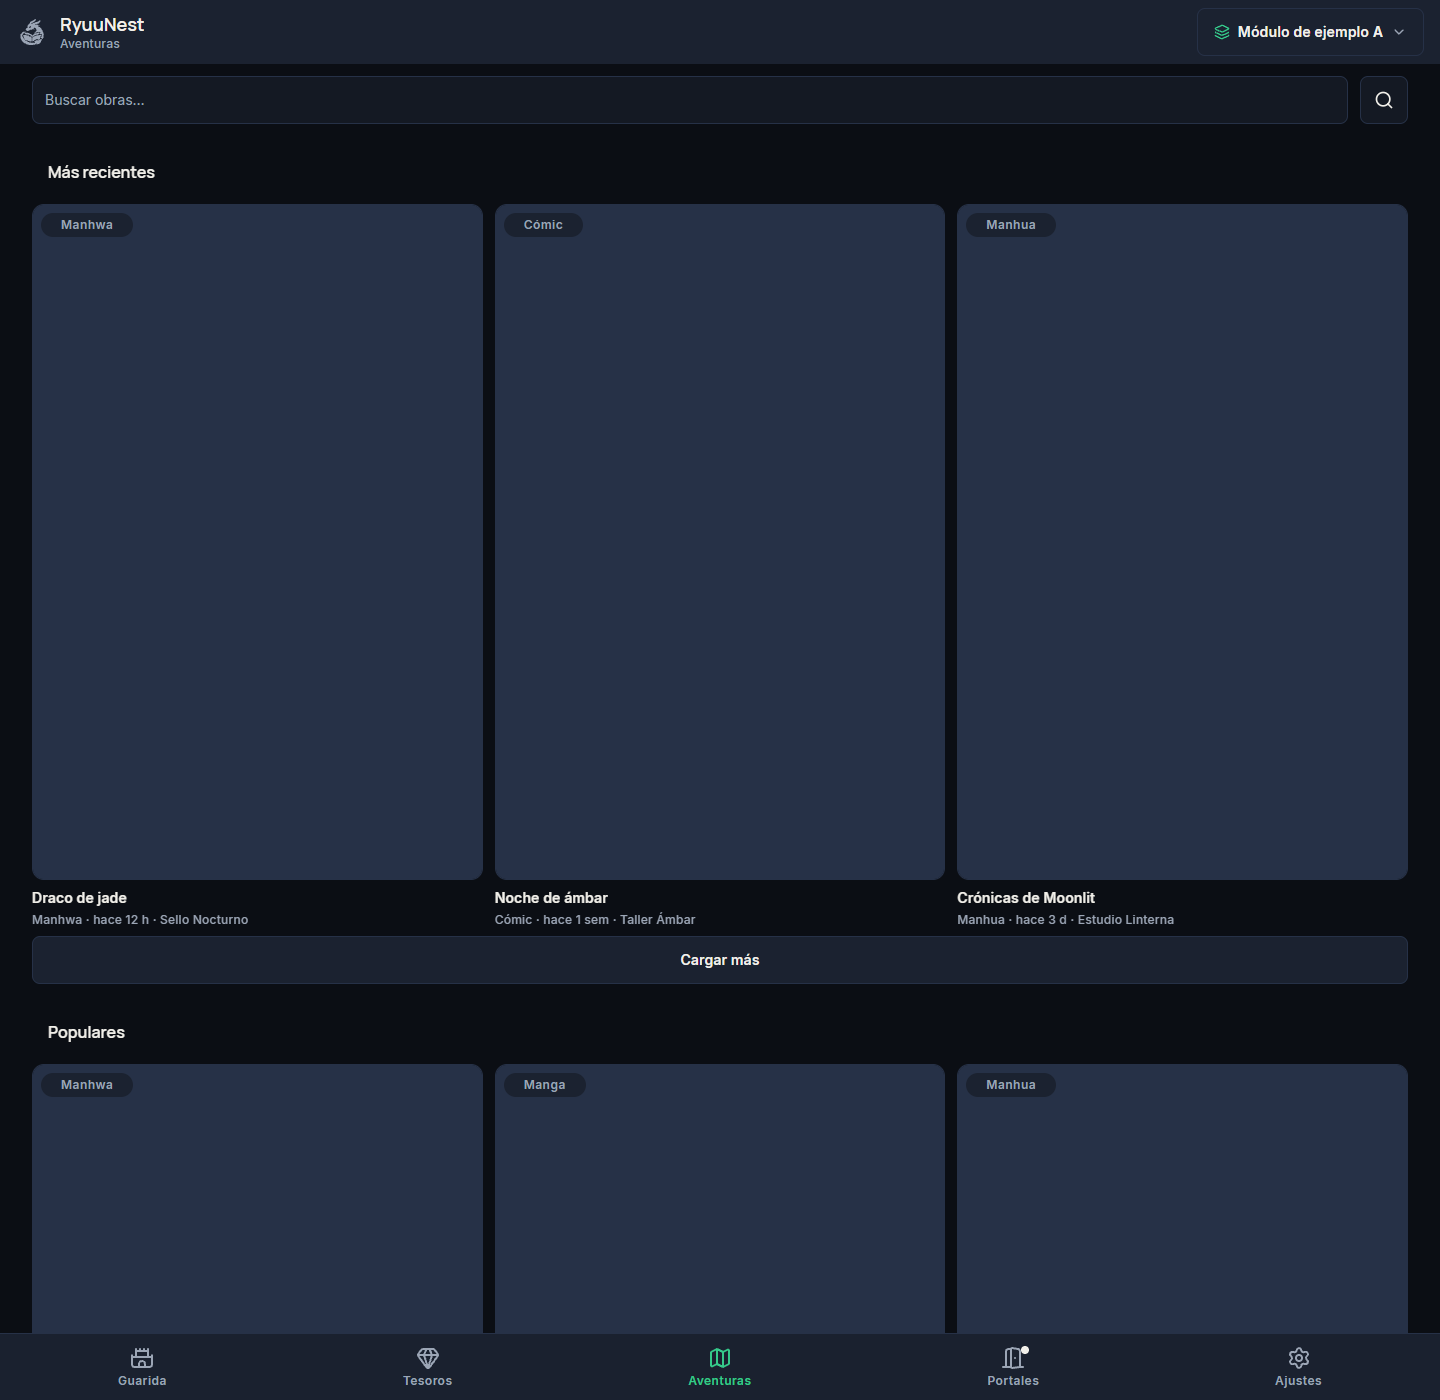 RyuuNest
Aventuras
Módulo de ejemplo A
Buscar obras...
Más recientes
Manhwa
Cómic
Manhua
Draco de jade
Noche de ámbar
Crónicas de Moonlit
Manhwa · hace 12 h · Sello Nocturno
Cómic · hace 1 sem · Taller Ámbar
Manhua · hace 3 d · Estudio Linterna
Cargar más
Populares
Manhwa
Manga
Manhua
Guarida
Tesoros
Aventuras
Portales
Ajustes